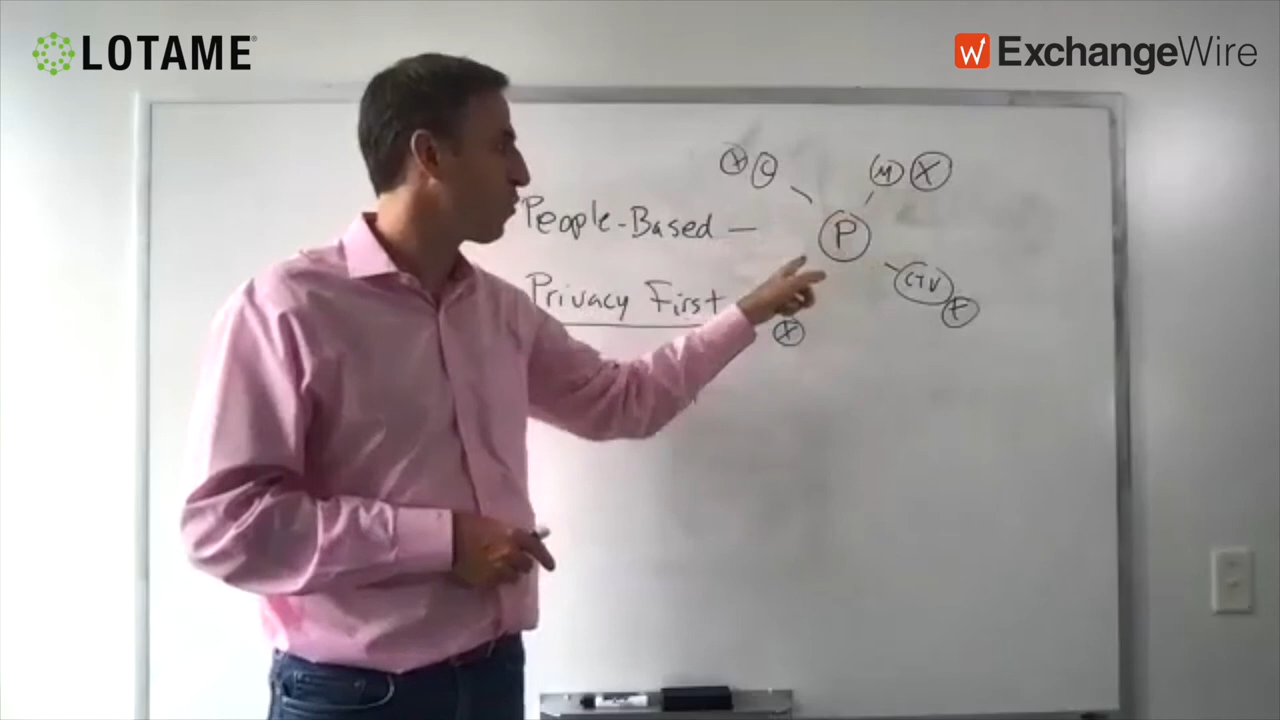 LOTAME
ExchangeWire
X C M X
People-Based — P
CTV
Privacy First X
X